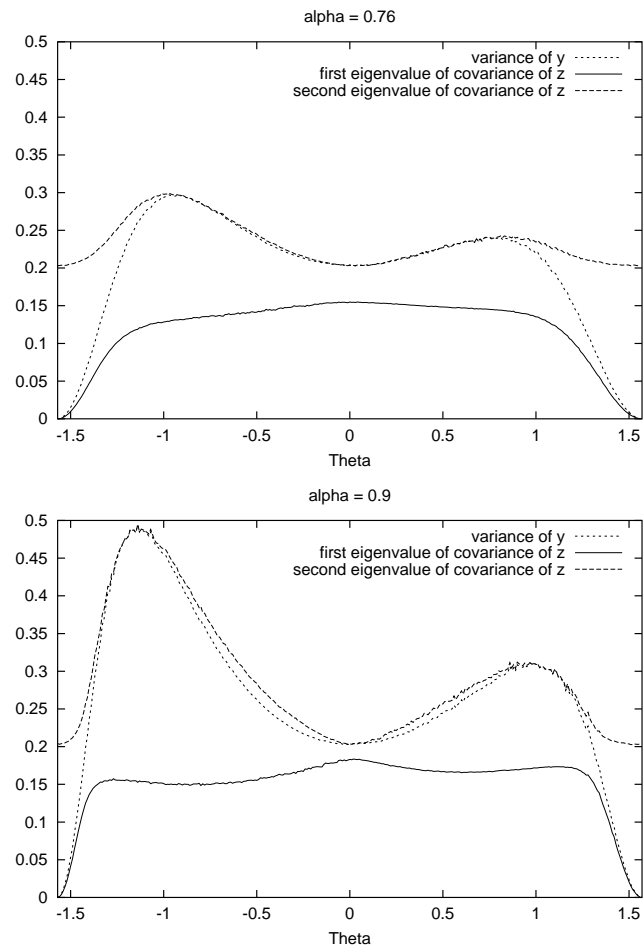 alpha = 0.76
0.5
0.45
0.4
0.35
0.3
0.25
0.2
0.15
0.1
0.05
0
variance of y
first eigenvalue of covariance of z
second eigenvalue of covariance of z
-1.5 -1 -0.5 0 0.5 1 1.5
Theta
alpha = 0.9
0.5
0.45
0.4
0.35
0.3
0.25
0.2
0.15
0.1
0.05
0
variance of y
first eigenvalue of covariance of z
second eigenvalue of covariance of z
-1.5 -1 -0.5 0 0.5 1 1.5
Theta